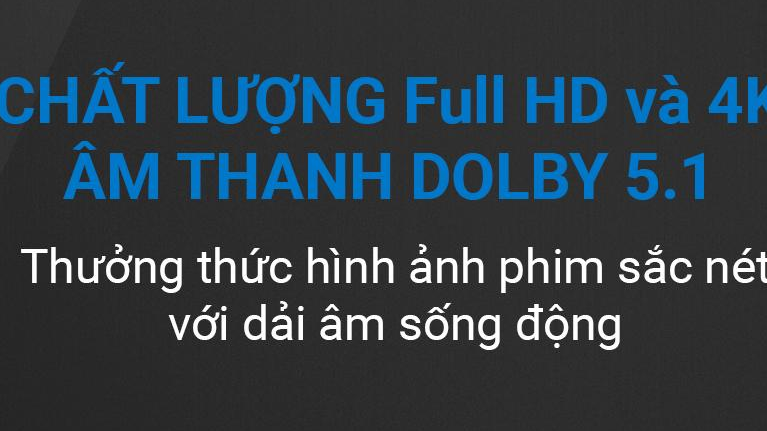 CHẤT LƯỢNG Full HD và 4K
ÂM THANH DOLBY 5.1
Thưởng thức hình ảnh phim sắc nét
với dải âm sống động